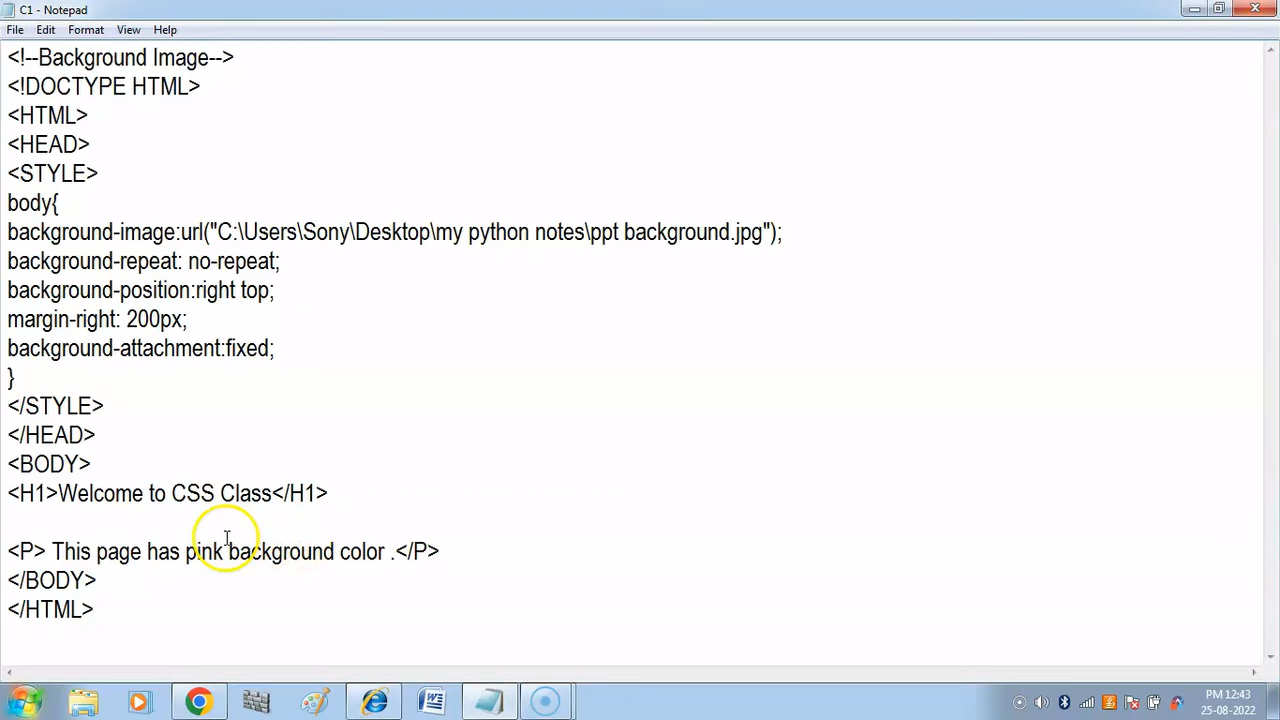 C1 - Notepad
File Edit Format View Help
<!--Background Image-->
<!DOCTYPE HTML>
<HTML>
<HEAD>
<STYLE>
body{
background-image:url("C:\Users\Sony\Desktop\my python notes\ppt background.jpg");
background-repeat: no-repeat;
background-position:right top;
margin-right: 200px;
background-attachment:fixed;
}
</STYLE>
</HEAD>
<BODY>
<H1>Welcome to CSS Class</H1>
<P> This page has pink background color .</P>
</BODY>
</HTML>
PM 12:43
25-08-2022